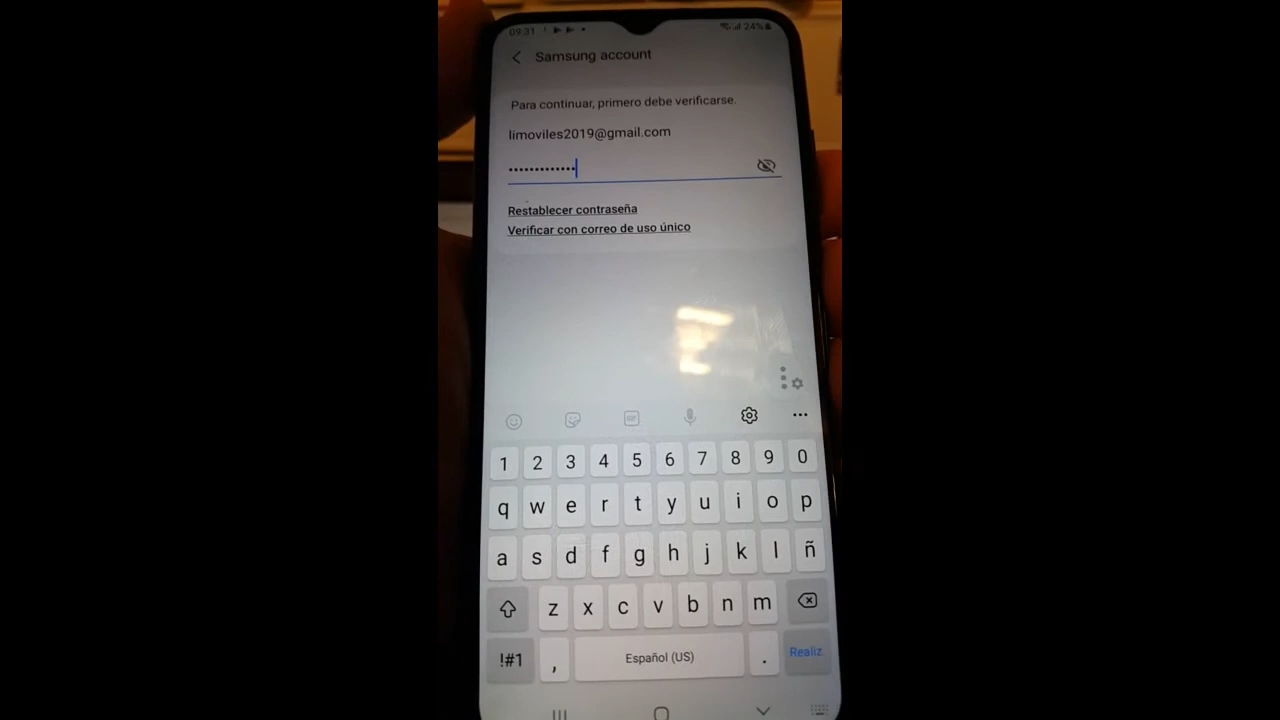 09:31 24%
Samsung account
Para continuar, primero debe verificarse.
limoviles2019@gmail.com
•••••••••••••
Restablecer contraseña
Verificar con correo de uso único
GIF
1 2 3 4 5 6 7 8 9 0
q w e r t y u i o p
a s d f g h j k l ñ
z x c v b n m
!#1 , Español (US) . Realiz.